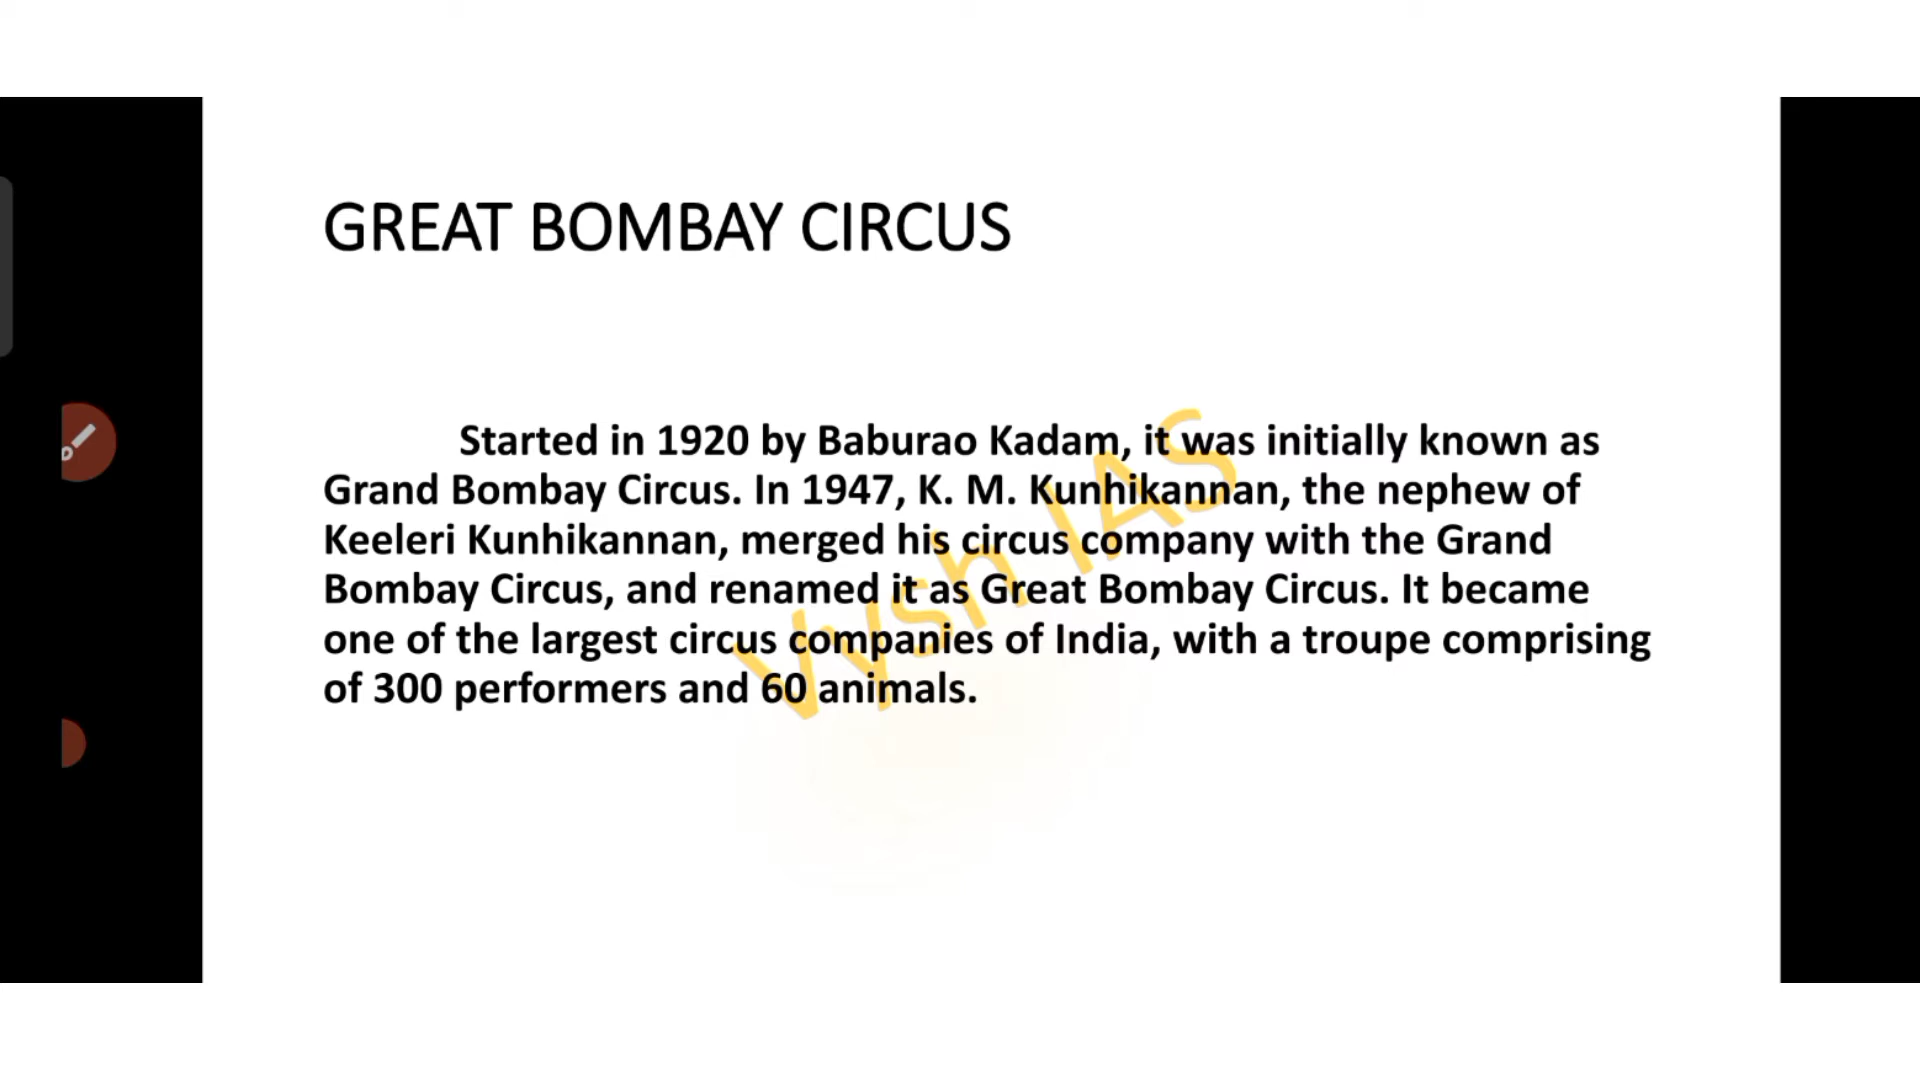 GREAT BOMBAY CIRCUS
Started in 1920 by Baburao Kadam, it was initially known as
Grand Bombay Circus. In 1947, K. M. Kunhikannan, the nephew of
Keeleri Kunhikannan, merged his circus company with the Grand
Bombay Circus, and renamed it as Great Bombay Circus. It became
one of the largest circus companies of India, with a troupe comprising
of 300 performers and 60 animals.
Vysh IAS